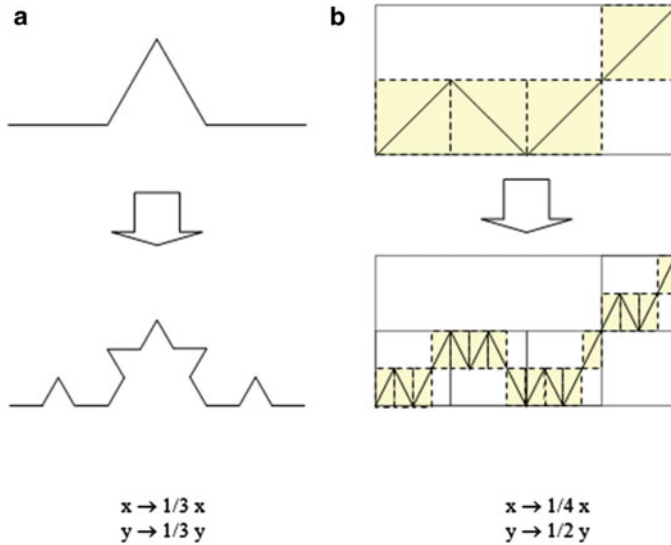 a
b
x → 1/3 x
y → 1/3 y
x → 1/4 x
y → 1/2 y